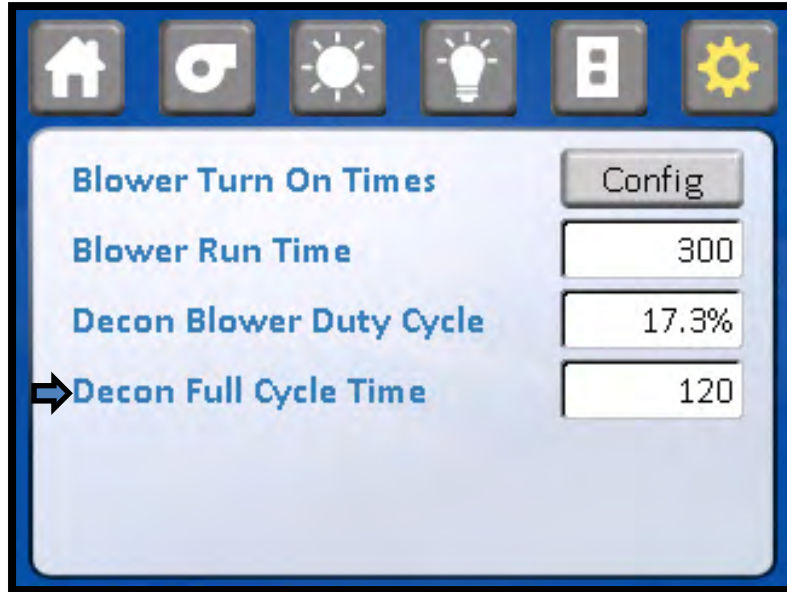 Blower Turn On Times Config
Blower Run Time 300
Decon Blower Duty Cycle 17.3%
Decon Full Cycle Time 120